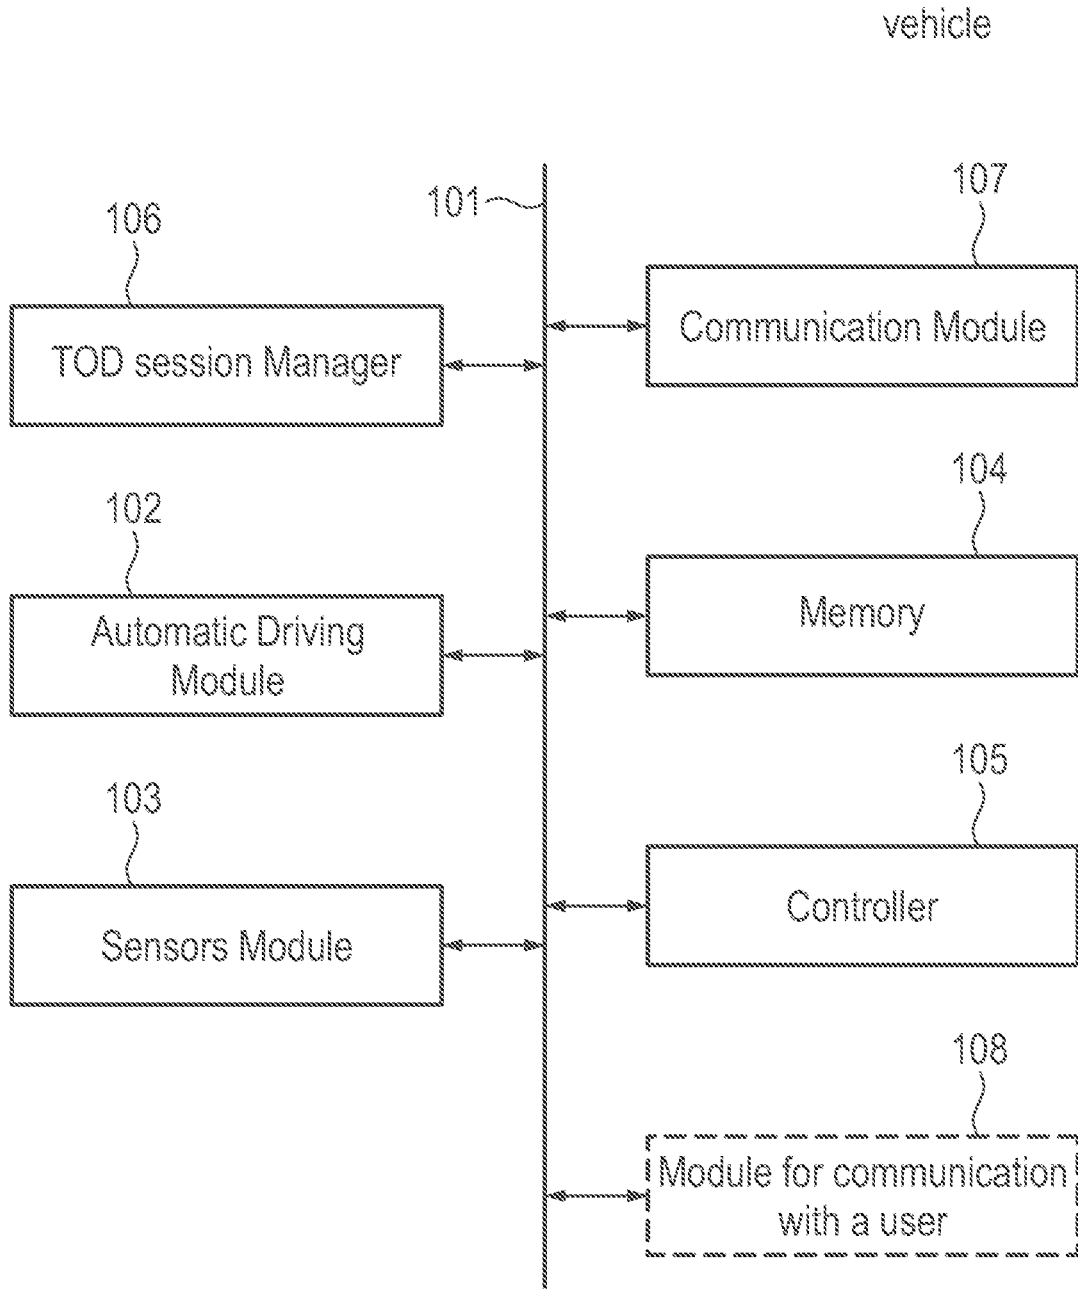 vehicle
101
107
106
Communication Module
TOD session Manager
104
102
Memory
Automatic Driving
Module
105
103
Controller
Sensors Module
108
Module for communication
with a user